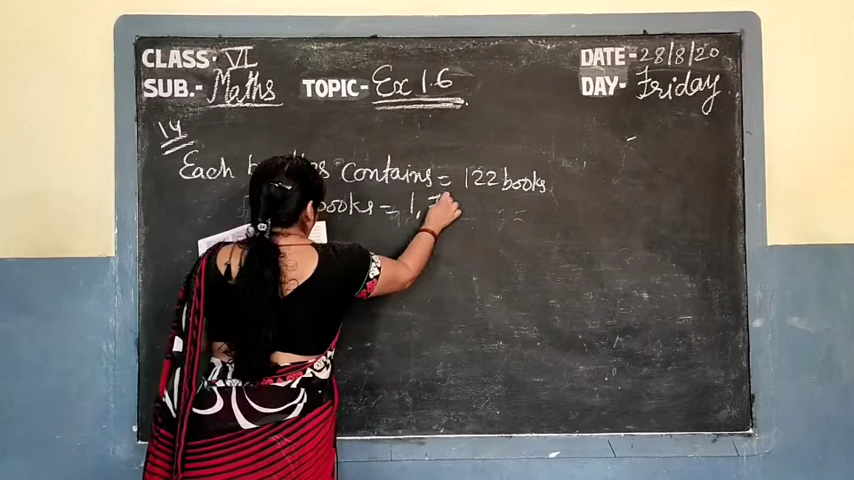 CLASS - VI
SUB. - Maths
TOPIC - Ex 1.6
DATE - 28/8/20
DAY - Friday
14
Each contains = 122 books
books = 1,